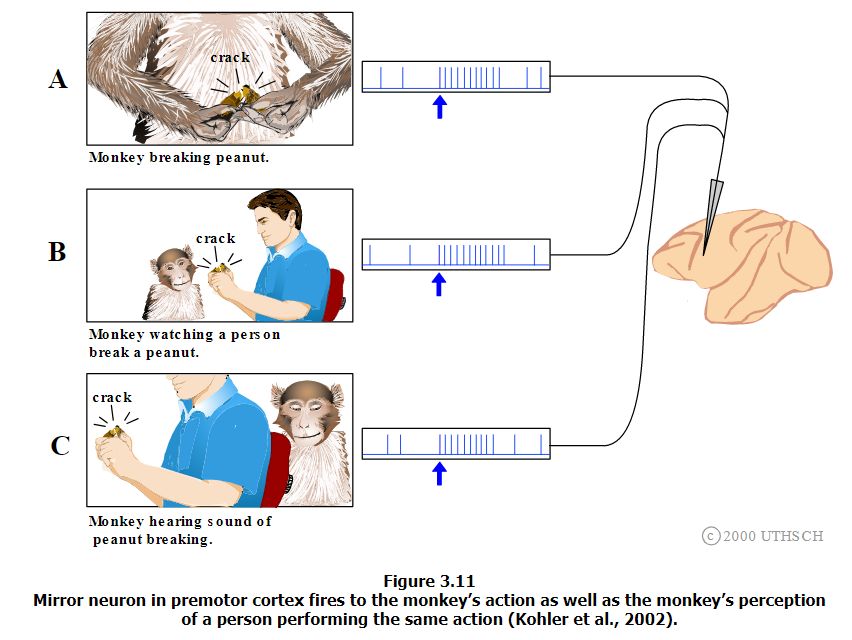 A
crack
Monkey breaking peanut.
B
crack
Monkey watching a person
break a peanut.
C
crack
Monkey hearing sound of
peanut breaking.
©2000 UTHSCH
Figure 3.11
Mirror neuron in premotor cortex fires to the monkey’s action as well as the monkey’s perception
of a person performing the same action (Kohler et al., 2002).